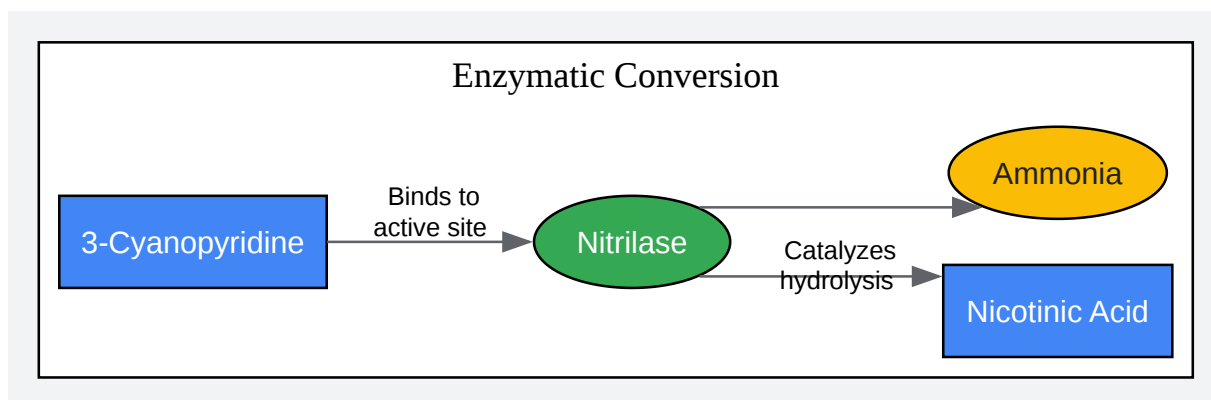 Enzymatic Conversion
3-Cyanopyridine
Binds to
active site
Nitrilase
Ammonia
Catalyzes
hydrolysis
Nicotinic Acid